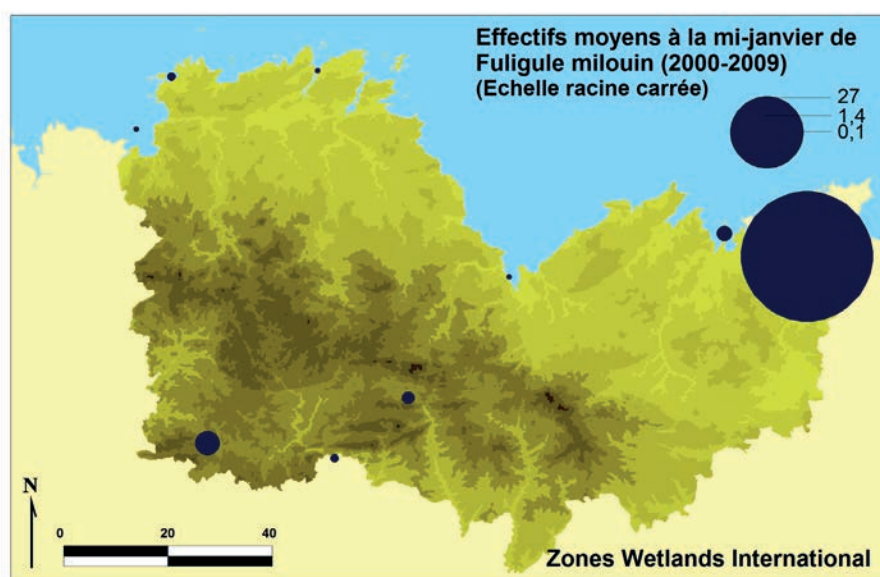 Effectifs moyens à la mi-janvier de
Fuligule milouin (2000-2009)
(Echelle racine carrée)
27
1,4
0,1
N
0 20 40
Zones Wetlands International